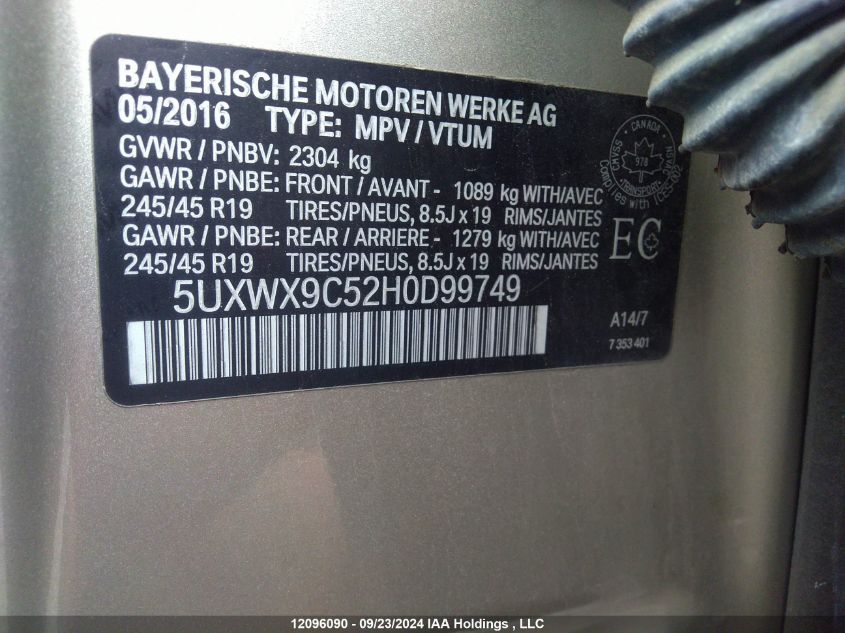 BAYERISCHE MOTOREN WERKE AG
05/2016 TYPE: MPV / VTUM
GVWR / PNBV: 2304 kg
GAWR / PNBE: FRONT / AVANT - 1089 kg WITH/AVEC
245/45 R19 TIRES/PNEUS, 8.5J x 19 RIMS/JANTES
GAWR / PNBE: REAR / ARRIERE - 1279 kg WITH/AVEC
245/45 R19 TIRES/PNEUS, 8.5J x 19 RIMS/JANTES
5UXWX9C52H0D99749
CANADA
978
TRANSPORT
EC
A14/7
7 353 401
12096090 - 09/23/2024 IAA Holdings , LLC